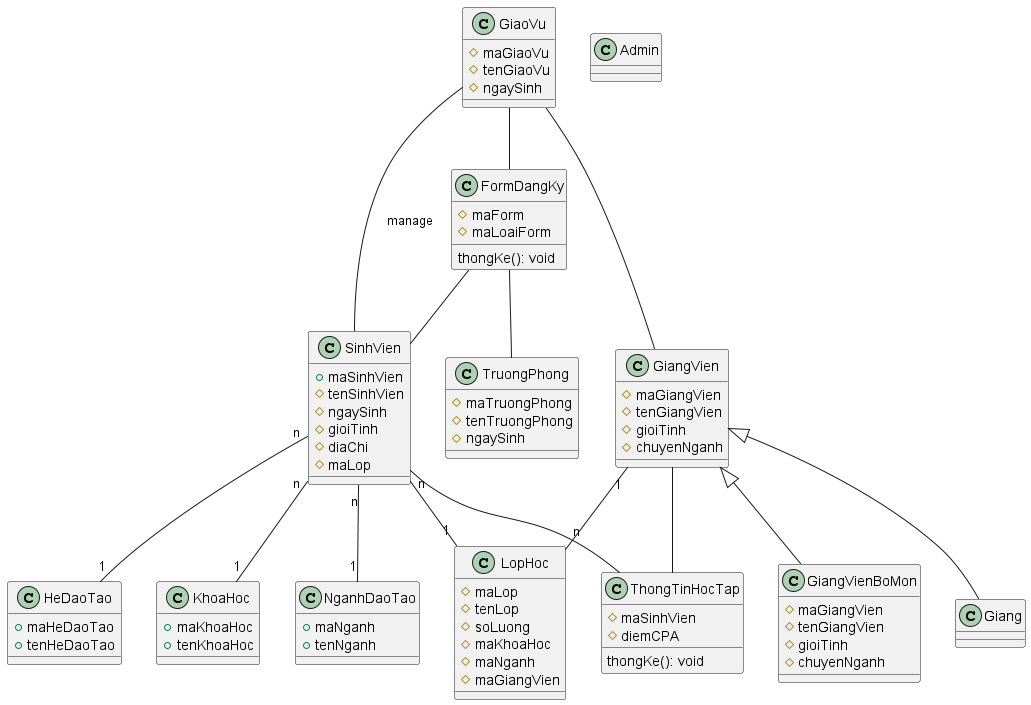 C GiaoVu
maGiaoVu
tenGiaoVu
ngaySinh
C Admin
C FormDangKy
maForm
maLoaiForm
thongKe(): void
manage
C SinhVien
maSinhVien
tenSinhVien
ngaySinh
gioiTinh
diaChi
maLop
C TruongPhong
maTruongPhong
tenTruongPhong
ngaySinh
C GiangVien
maGiangVien
tenGiangVien
gioiTinh
chuyenNganh
n
n
n
n
1
1
1
1
1
n
C HeDaoTao
maHeDaoTao
tenHeDaoTao
C KhoaHoc
maKhoaHoc
tenKhoaHoc
C NganhDaoTao
maNganh
tenNganh
C LopHoc
maLop
tenLop
soLuong
maKhoaHoc
maNganh
maGiangVien
C ThongTinHocTap
maSinhVien
diemCPA
thongKe(): void
C GiangVienBoMon
maGiangVien
tenGiangVien
gioiTinh
chuyenNganh
C Giang